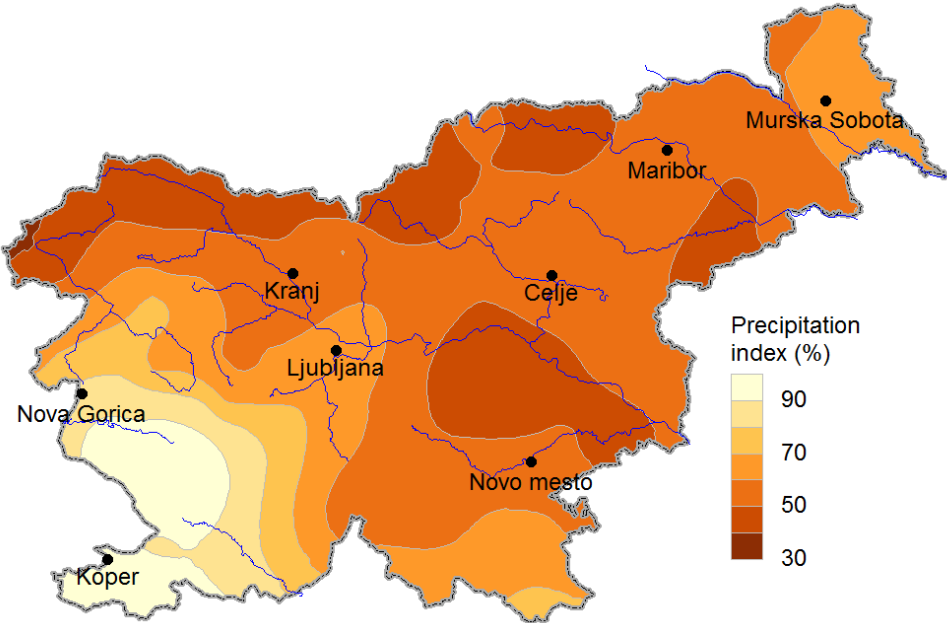 Murska Sobota
Maribor
Kranj
Celje
Ljubljana
Nova Gorica
Novo mesto
Koper
Precipitation
index (%)
90
70
50
30